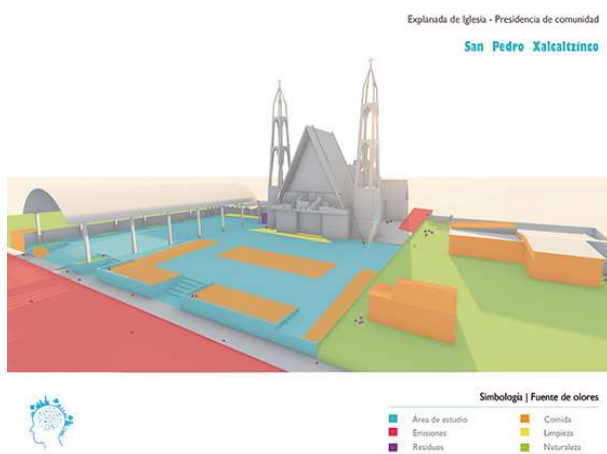 Explanada de Iglesia - Presidencia de comunidad
San Pedro Xalcaltzinco
Simbología | Fuente de olores
Área de estudio
Emisiones
Residuos
Comida
Limpieza
Naturaleza